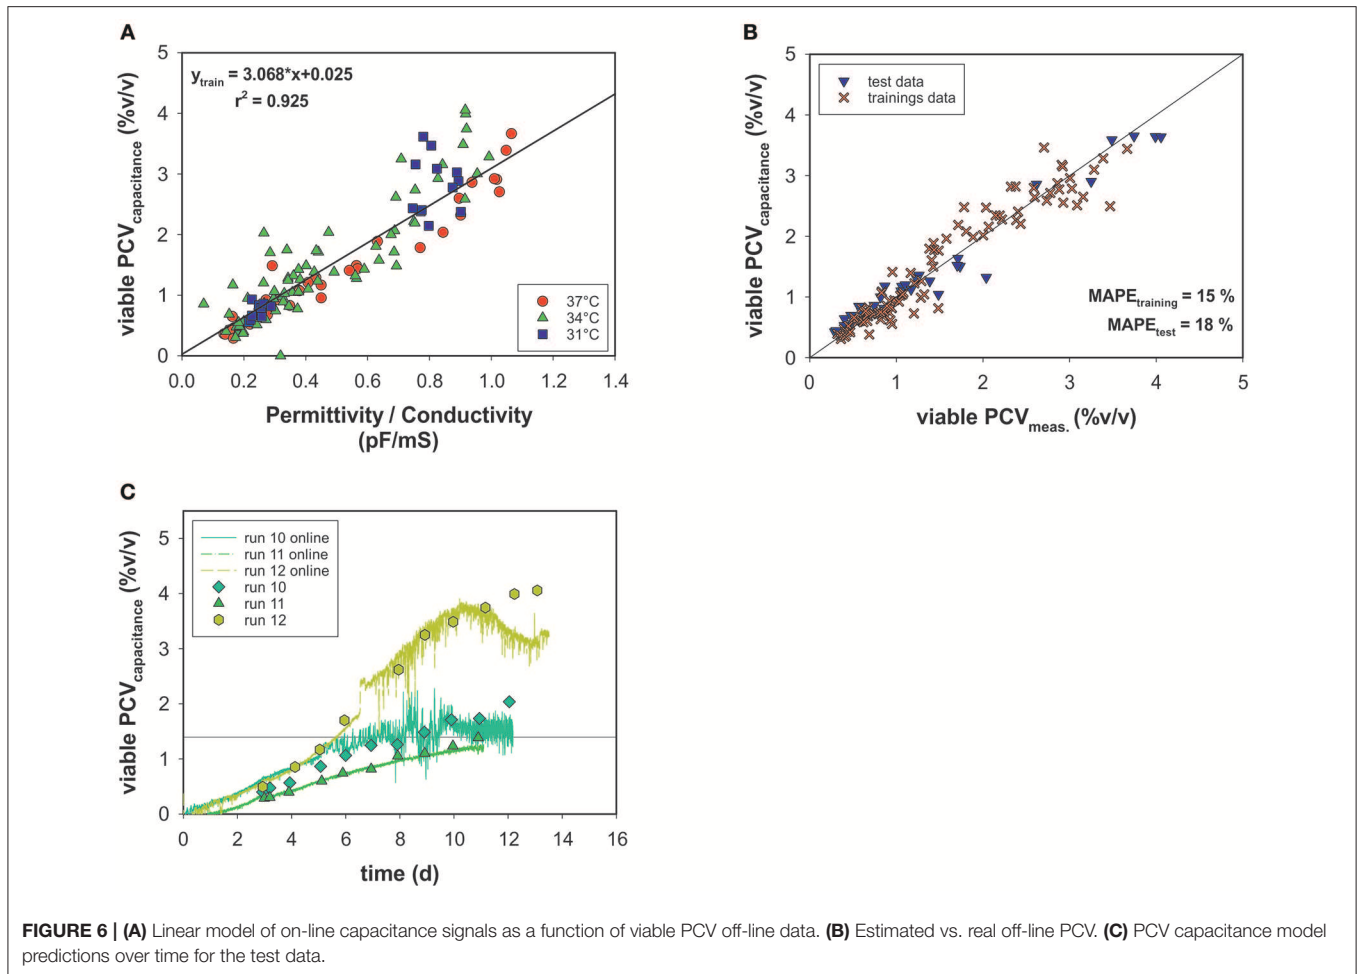 A
viable PCV_capacitance (%v/v)
5
4
3
2
1
0
y_train = 3.068*x+0.025
r² = 0.925
37°C
34°C
31°C
0.0 0.2 0.4 0.6 0.8 1.0 1.2 1.4
Permittivity / Conductivity
(pF/mS)
B
viable PCV_capacitance (%v/v)
5
4
3
2
1
0
test data
trainings data
MAPE_training = 15 %
MAPE_test = 18 %
0 1 2 3 4 5
viable PCV_meas. (%v/v)
C
viable PCV_capacitance (%v/v)
5
4
3
2
1
0
run 10 online
run 11 online
run 12 online
run 10
run 11
run 12
0 2 4 6 8 10 12 14 16
time (d)
FIGURE 6 | (A) Linear model of on-line capacitance signals as a function of viable PCV off-line data. (B) Estimated vs. real off-line PCV. (C) PCV capacitance model
predictions over time for the test data.